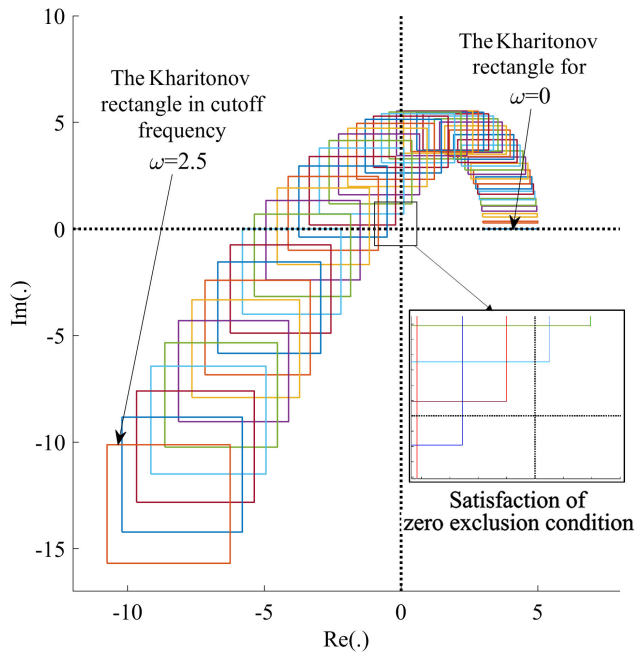 10
The Kharitonov
rectangle for
ω=0
The Kharitonov
rectangle in cutoff
frequency
ω=2.5
5
0
-5
-10
-15
Im(.)
Satisfaction of
zero exclusion condition
-10 -5 0 5
Re(.)